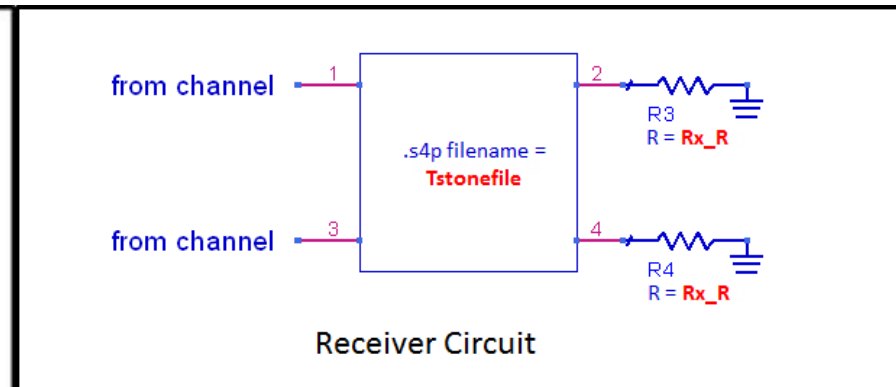 from channel
1
2
R3
R = Rx_R
.s4p filename =
Tstonefile
from channel
3
4
R4
R = Rx_R
Receiver Circuit